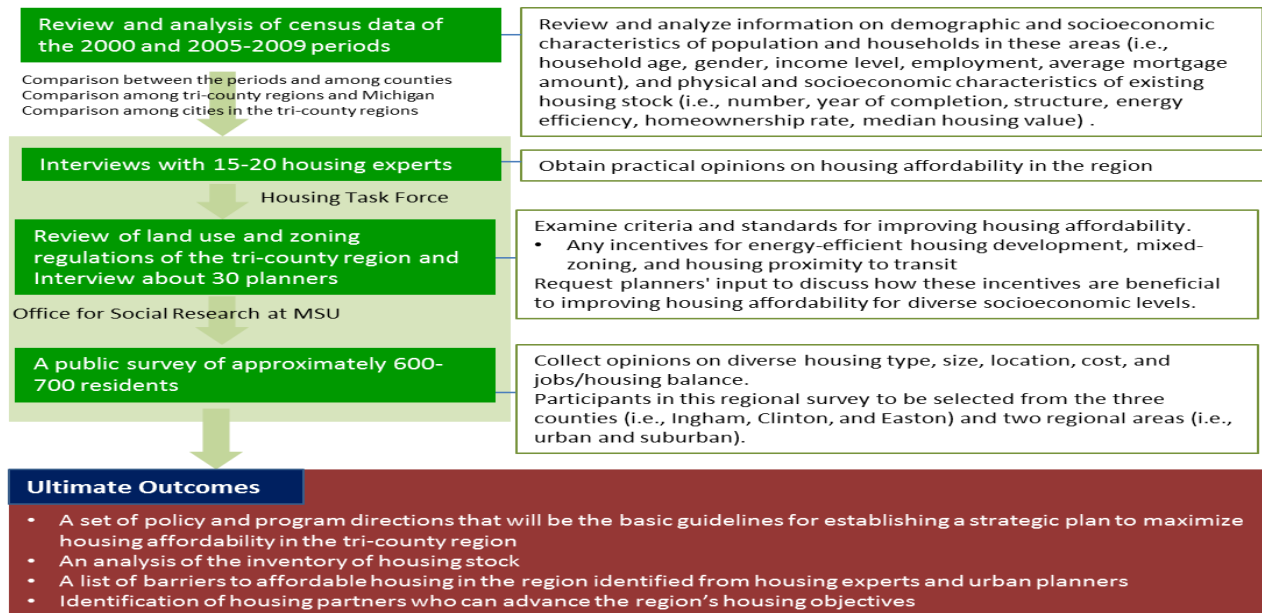 Review and analysis of census data of
the 2000 and 2005-2009 periods
Review and analyze information on demographic and socioeconomic
characteristics of population and households in these areas (i.e.,
household age, gender, income level, employment, average mortgage
amount), and physical and socioeconomic characteristics of existing
housing stock (i.e., number, year of completion, structure, energy
efficiency, homeownership rate, median housing value) .
Comparison between the periods and among counties
Comparison among tri-county regions and Michigan
Comparison among cities in the tri-county regions
Interviews with 15-20 housing experts
Obtain practical opinions on housing affordability in the region
Housing Task Force
Review of land use and zoning
regulations of the tri-county region and
Interview about 30 planners
Examine criteria and standards for improving housing affordability.
• Any incentives for energy-efficient housing development, mixed-
zoning, and housing proximity to transit
Request planners' input to discuss how these incentives are beneficial
to improving housing affordability for diverse socioeconomic levels.
Office for Social Research at MSU
A public survey of approximately 600-
700 residents
Collect opinions on diverse housing type, size, location, cost, and
jobs/housing balance.
Participants in this regional survey to be selected from the three
counties (i.e., Ingham, Clinton, and Easton) and two regional areas (i.e.,
urban and suburban).
Ultimate Outcomes
• A set of policy and program directions that will be the basic guidelines for establishing a strategic plan to maximize
housing affordability in the tri-county region
• An analysis of the inventory of housing stock
• A list of barriers to affordable housing in the region identified from housing experts and urban planners
• Identification of housing partners who can advance the region's housing objectives